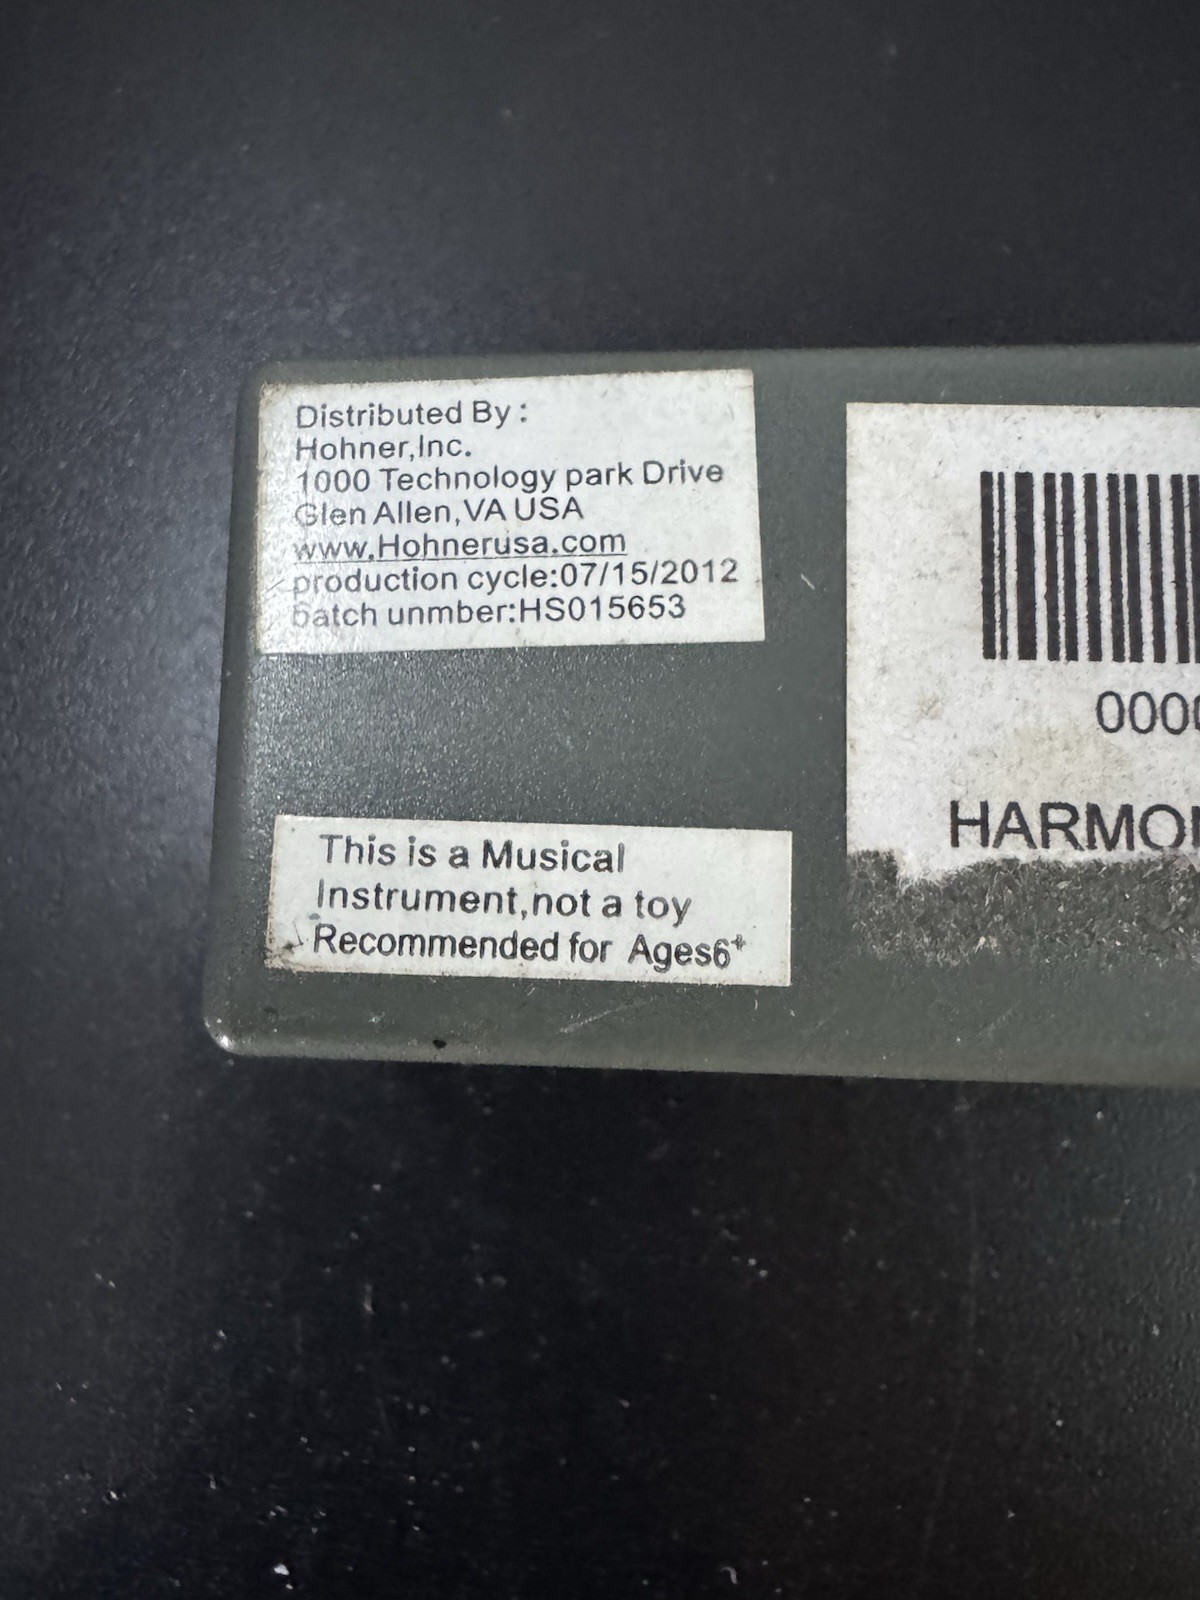 Distributed By:
Hohner,Inc.
1000 Technology park Drive
Glen Allen,VA USA
www.Hohnerusa.com
production cycle:07/15/2012
batch unmber:HS015653
This is a Musical
Instrument,not a toy
Recommended for Ages6+
000
HARMO